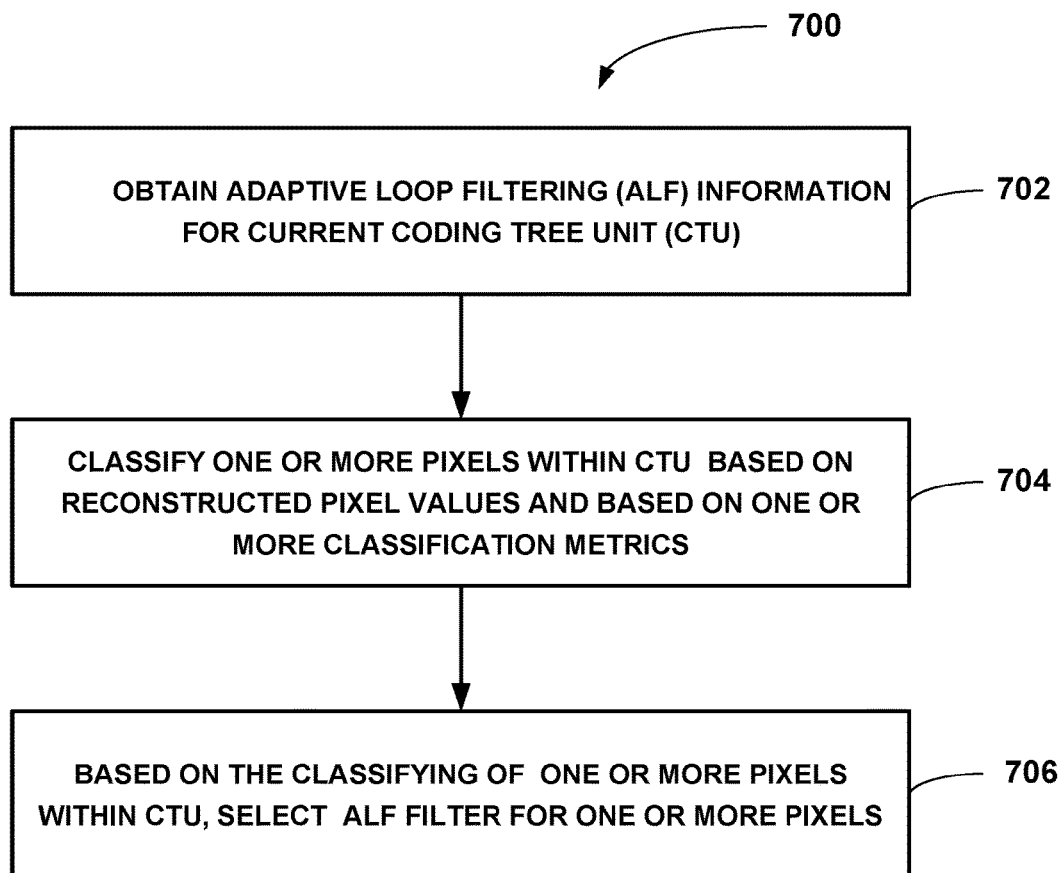 700
OBTAIN ADAPTIVE LOOP FILTERING (ALF) INFORMATION
FOR CURRENT CODING TREE UNIT (CTU)
702
CLASSIFY ONE OR MORE PIXELS WITHIN CTU BASED ON
RECONSTRUCTED PIXEL VALUES AND BASED ON ONE OR
MORE CLASSIFICATION METRICS
704
BASED ON THE CLASSIFYING OF ONE OR MORE PIXELS
WITHIN CTU, SELECT ALF FILTER FOR ONE OR MORE PIXELS
706